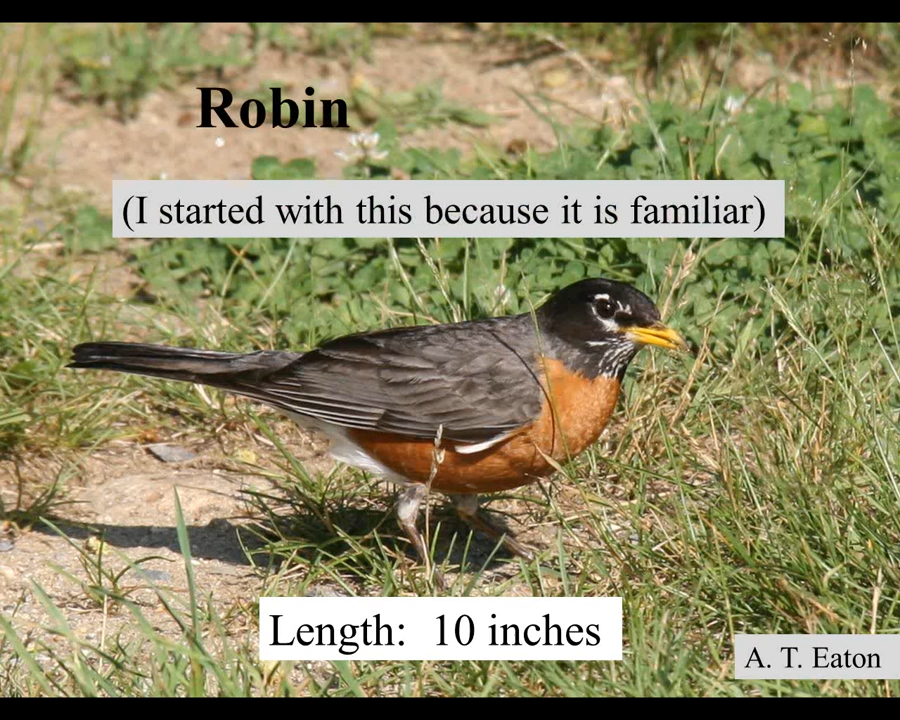 Robin
(I started with this because it is familiar)
Length:  10 inches
A. T. Eaton